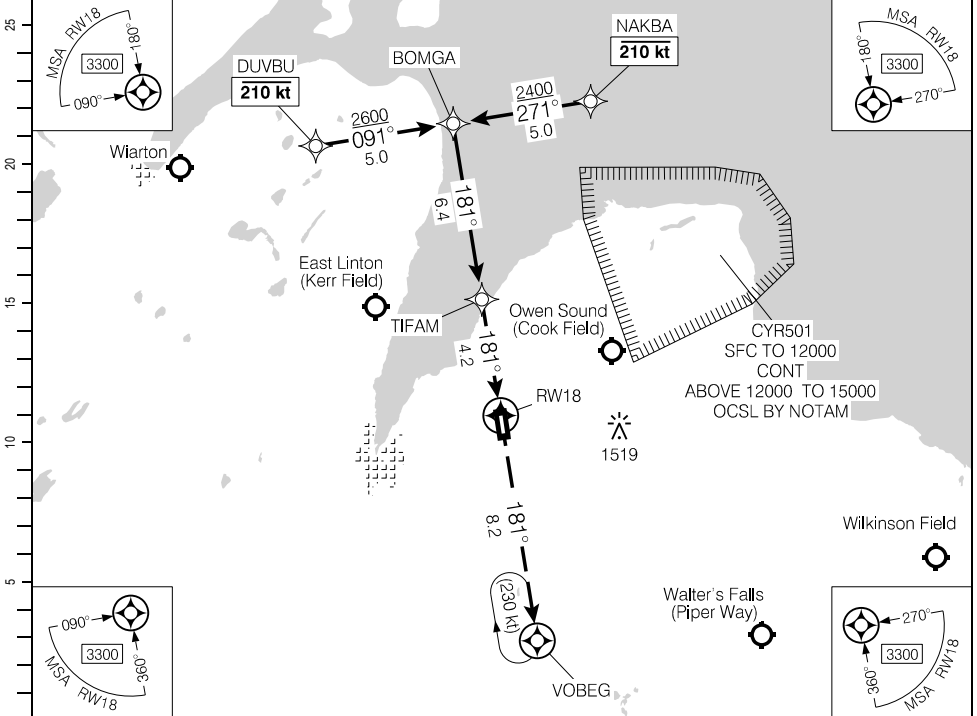 25
20
15
10
5
MSA RW18
180°
3300
090°
MSA RW18
180°
3300
270°
NAKBA
210 kt
BOMGA
DUVBU
210 kt
2600
091°
5.0
2400
271°
5.0
Wiarton
181°
6.4
East Linton
(Kerr Field)
TIFAM
Owen Sound
(Cook Field)
CYR501
SFC TO 12000
CONT
ABOVE 12000 TO 15000
OCSL BY NOTAM
181°
4.2
RW18
1519
181°
8.2
Wilkinson Field
Walter's Falls
(Piper Way)
(230 kt)
VOBEG
090°
3300
360°
MSA RW18
270°
3300
360°
MSA RW18